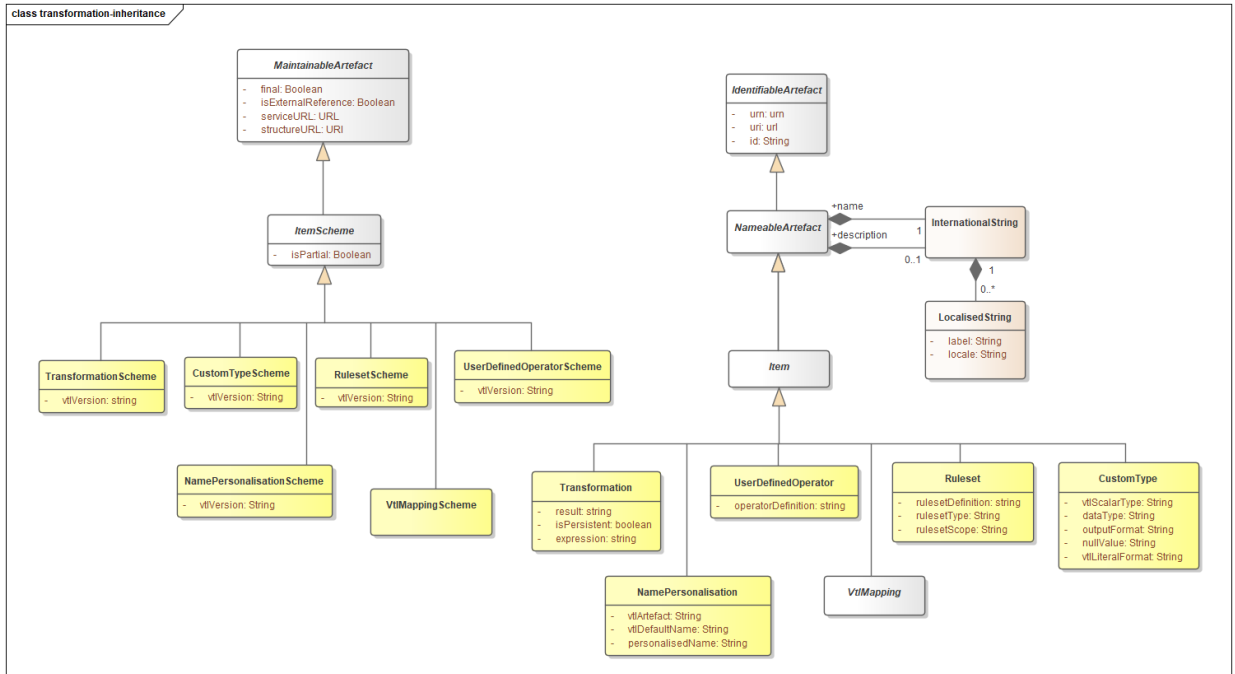 class transformation-inheritance
MaintainableArtefact
- final: Boolean
- isExternalReference: Boolean
- serviceURL: URL
- structureURL: URI
IdentifiableArtefact
- urn: urn
- uri: url
- id: String
ItemScheme
- isPartial: Boolean
NameableArtefact
+name
1
+description
0..1
InternationalString
1
0..*
LocalisedString
- label: String
- locale: String
TransformationScheme
- vtlVersion: string
CustomTypeScheme
- vtlVersion: String
RulesetScheme
- vtlVersion: String
UserDefinedOperatorScheme
- vtlVersion: String
Item
NamePersonalisationScheme
- vtlVersion: String
VtlMappingScheme
Transformation
- result: string
- isPersistent: boolean
- expression: string
UserDefinedOperator
- operatorDefinition: string
Ruleset
- rulesetDefinition: string
- rulesetType: String
- rulesetScope: String
CustomType
- vtlScalarType: String
- dataType: String
- outputFormat: String
- nullValue: String
- vtlLiteralFormat: String
NamePersonalisation
- vtlArtefact: String
- vtlDefaultName: String
- personalisedName: String
VtlMapping